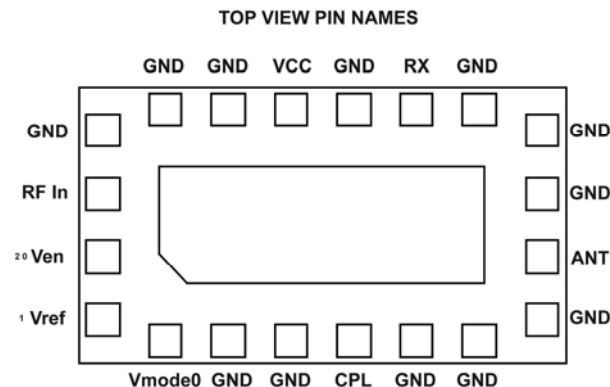 TOP VIEW PIN NAMES
GND GND VCC GND RX GND
GND GND
RF In GND
20 Ven ANT
1 Vref GND
Vmode0 GND GND CPL GND GND